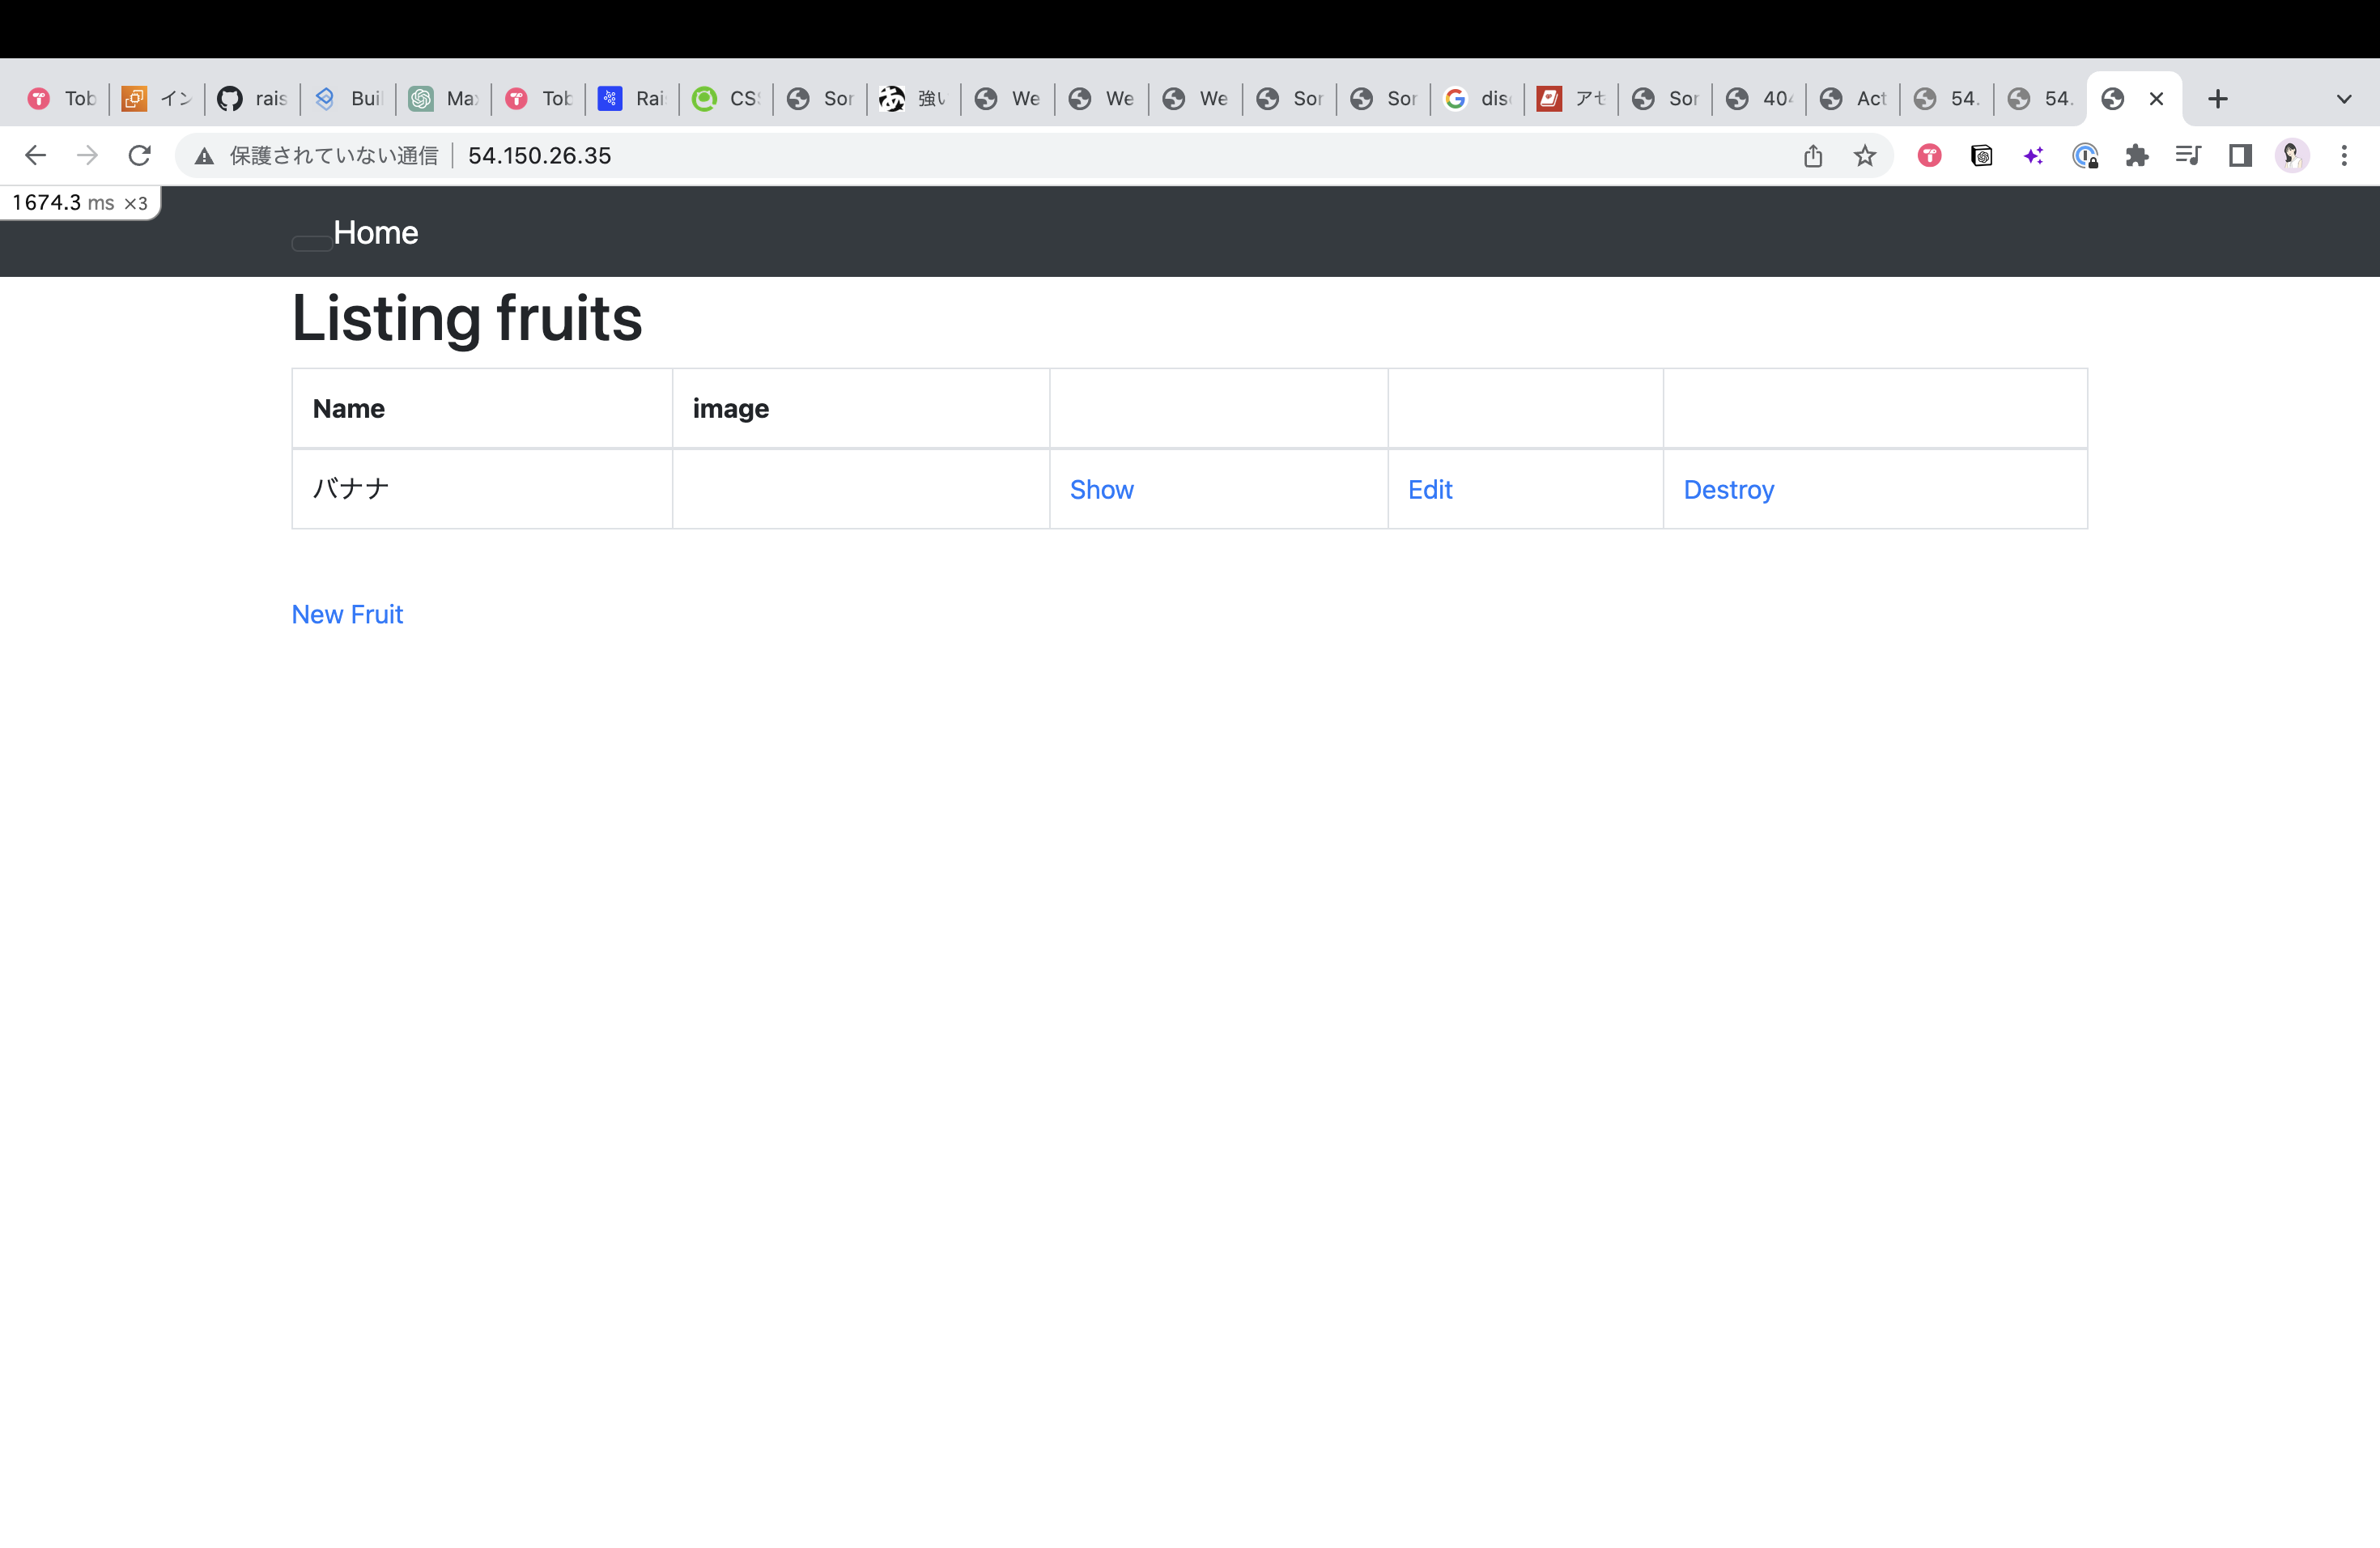 Tob イン rais Buil Ma Tob Rai CS Sor 強い We We We Sor Sor dis アセ Sor 404 Act 54. 54.
保護されていない通信 54.150.26.35
1674.3 ms ×3
Home
Listing fruits
Name image
バナナ Show Edit Destroy
New Fruit